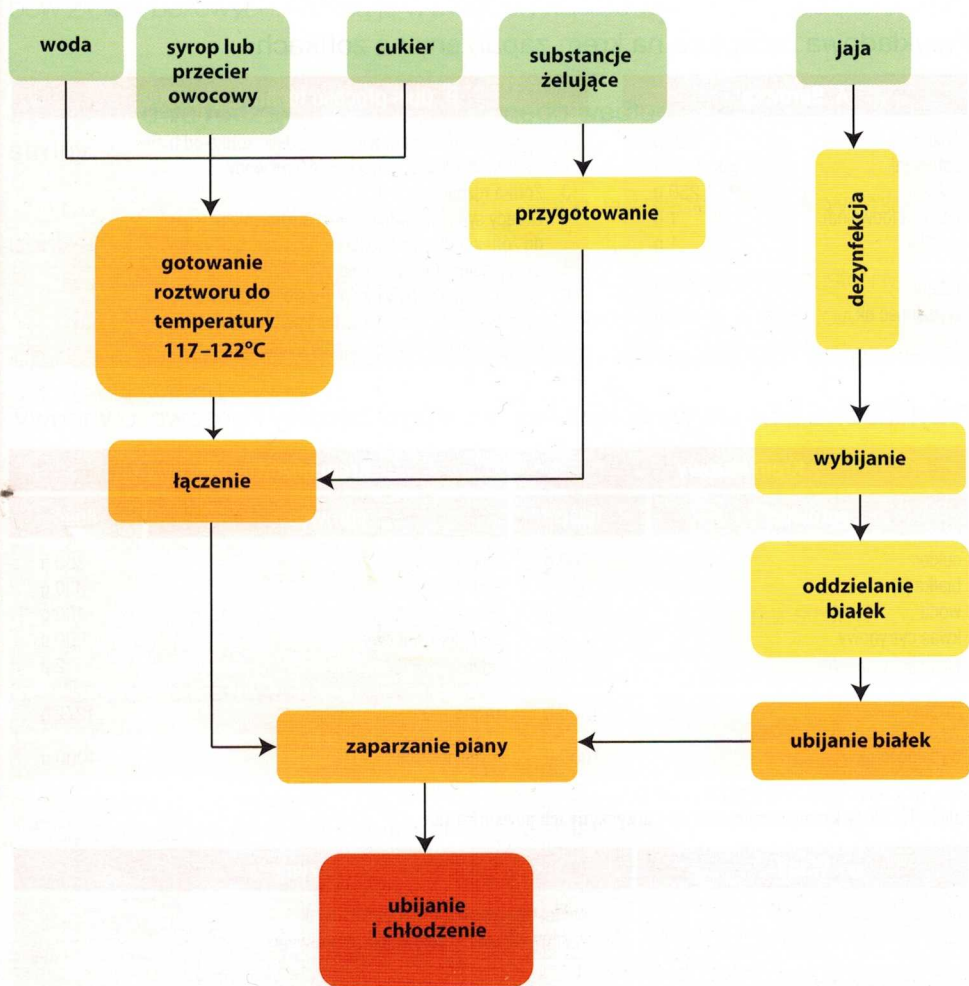 woda
syrop lub
przecier
owocowy
cukier
substancje
żelujące
jaja
przygotowanie
dezynfekcja
gotowanie
roztworu do
temperatury
117–122°C
łączenie
wybijanie
oddzielanie
białek
zaparzanie piany
ubijanie białek
ubijanie
i chłodzenie